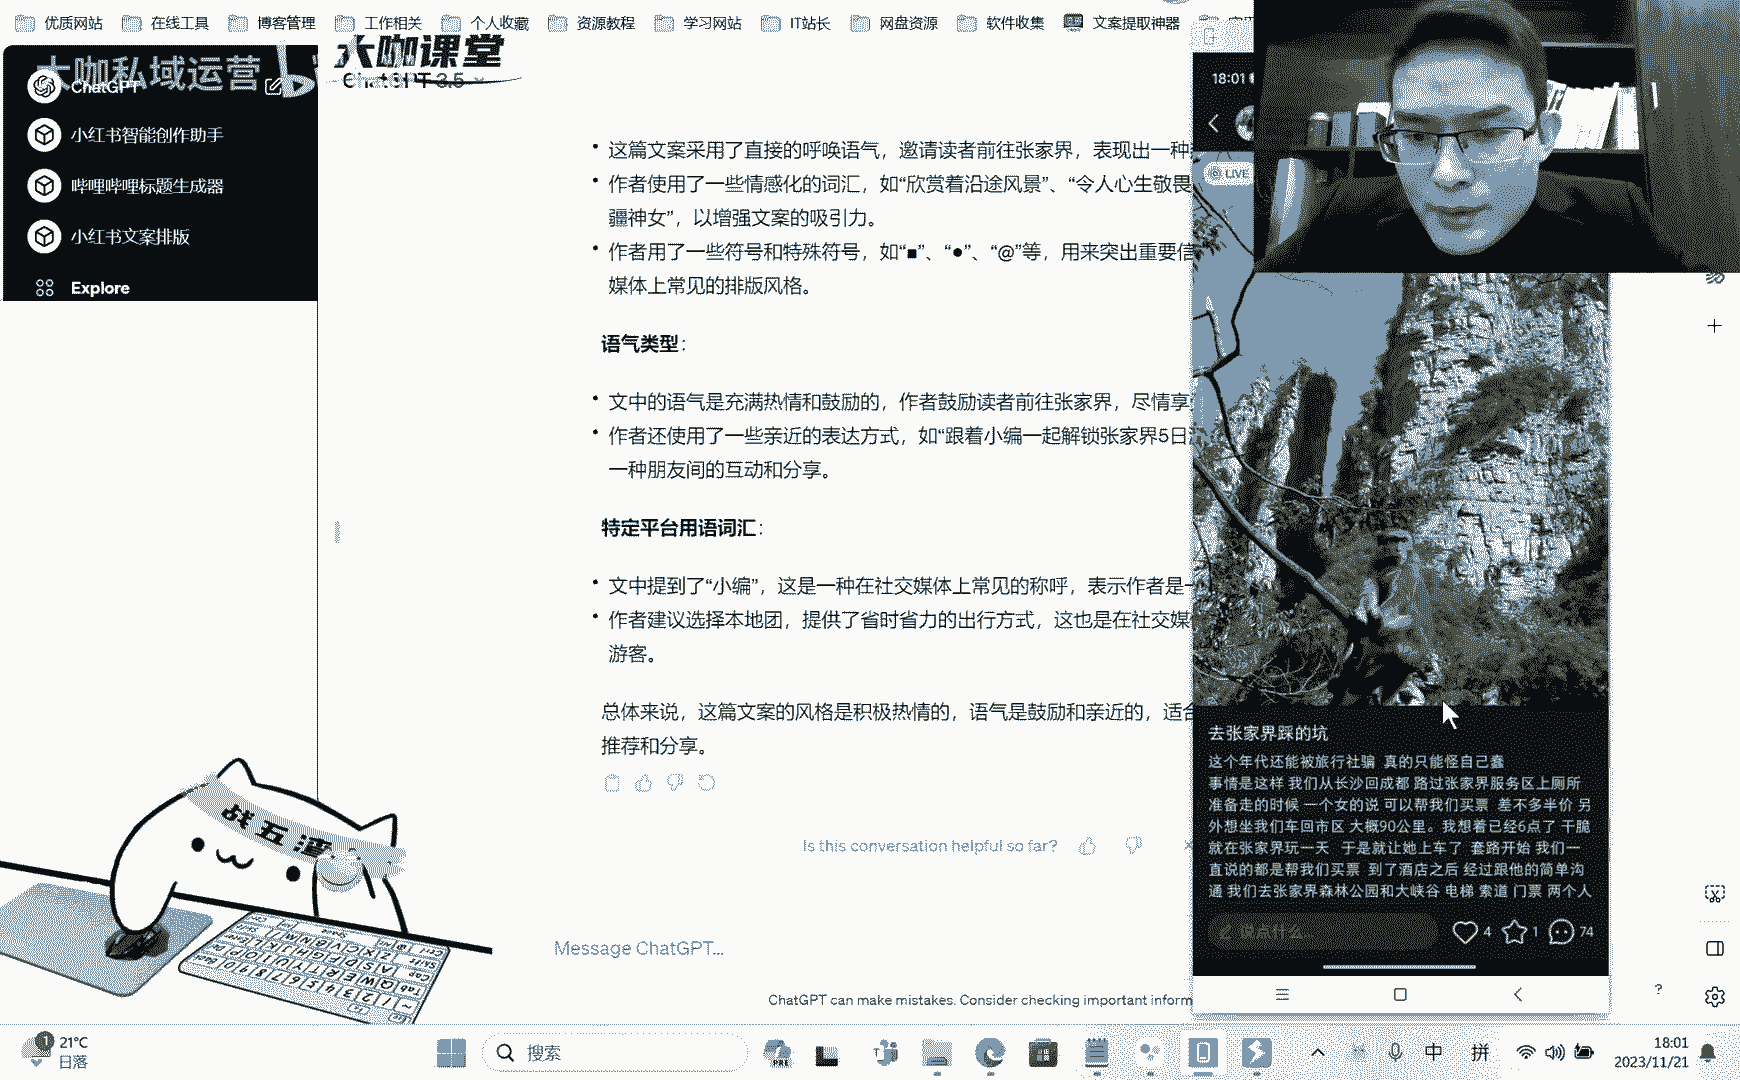 优质网站
在线工具
博客管理
工作相关
个人收藏
资源教程
学习网站
IT站长
网盘资源
软件收集
文案提取神器
大咖私域运营
ChatGPT
小红书智能创作助手
哔哩哔哩标题生成器
小红书文案排版
Explore
大咖课堂
ChatGPT 3.5
这篇文案采用了直接的呼唤语气，邀请读者前往张家界，表现出一种
作者使用了一些情感化的词汇，如“欣赏着沿途风景”、“令人心生敬畏
疆神女”，以增强文案的吸引力。
作者用了一些符号和特殊符号，如“■”、“●”、“@”等，用来突出重要信
媒体上常见的排版风格。
语气类型：
文中的语气是充满热情和鼓励的，作者鼓励读者前往张家界，尽情享
作者还使用了一些亲近的表达方式，如“跟着小编一起解锁张家界5日
一种朋友间的互动和分享。
特定平台用语词汇：
文中提到了“小编”，这是一种在社交媒体上常见的称呼，表示作者是一
作者建议选择本地团，提供了省时省力的出行方式，这也是在社交媒
游客。
总体来说，这篇文案的风格是积极热情的，语气是鼓励和亲近的，适合
推荐和分享。
Is this conversation helpful so far?
Message ChatGPT...
ChatGPT can make mistakes. Consider checking important inform
18:01
LIVE
去张家界踩的坑
这个年代还能被旅行社骗 真的只能怪自己蠢
事情是这样 我们从长沙回成都 路过张家界服务区上厕所
准备走的时候 一个女的说 可以帮我们买票 差不多半价 另
外想坐我们车回市区 大概90公里。我想着已经6点了 干脆
就在张家界玩一天 于是就让她上车了 套路开始 我们一
直说的都是帮我们买票 到了酒店之后 经过跟他的简单沟
通 我们去张家界森林公园和大峡谷 电梯 索道 门票 两个人
说点什么...
4
1
74
21°C
日落
搜索
中
拼
18:01
2023/11/21